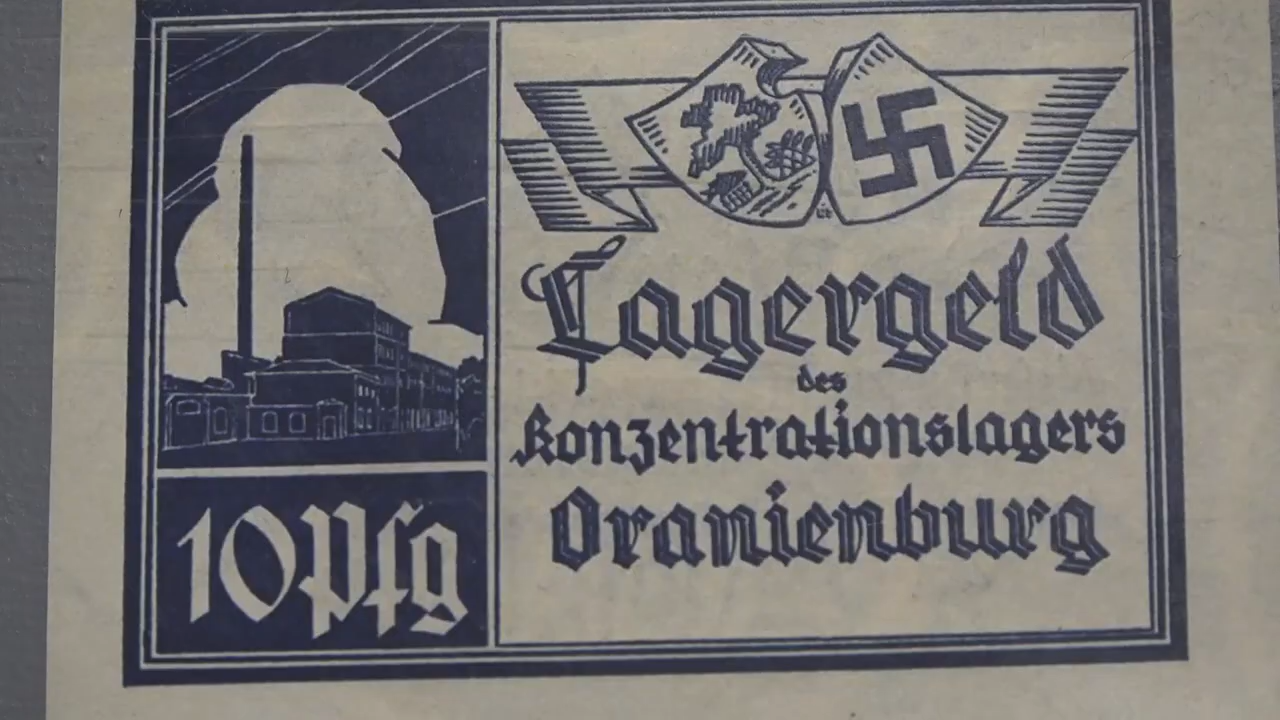 Lagergeld
des
Konzentrationslagers
Oranienburg
10 Pfg